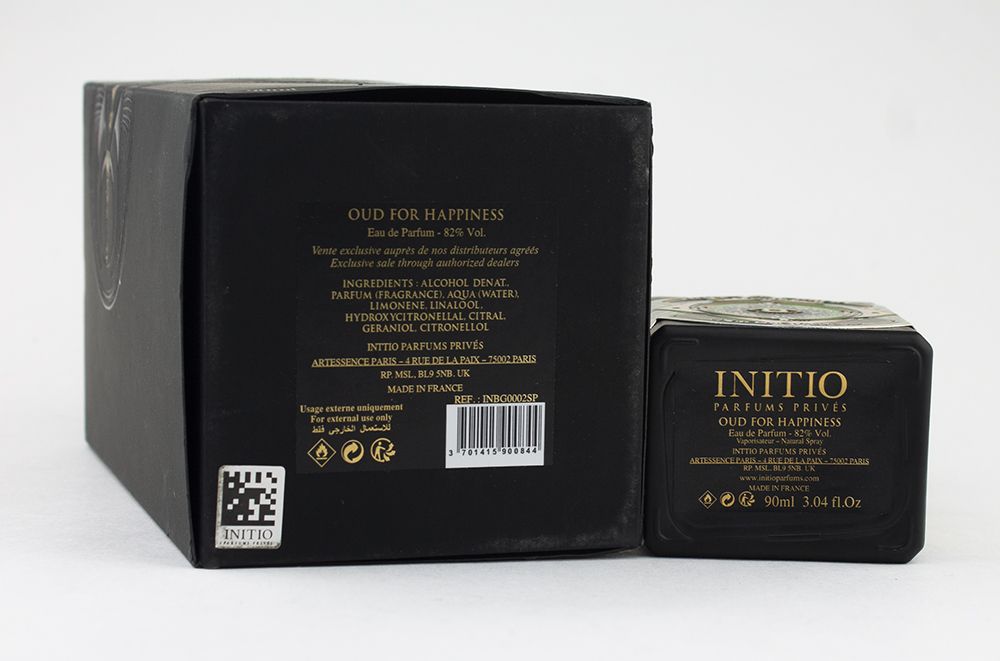 OUD FOR HAPPINESS
Eau de Parfum - 82% Vol.
Vente exclusive auprès de nos distributeurs agréés
Exclusive sale through authorized dealers
INGREDIENTS : ALCOHOL DENAT.,
PARFUM (FRAGRANCE), AQUA (WATER),
LIMONENE, LINALOOL,
HYDROXYCITRONELLAL, CITRAL,
GERANIOL, CITRONELLOL
INTTIO PARFUMS PRIVÉS
ARTESSENCE PARIS – 4 RUE DE LA PAIX – 75002 PARIS
RP. MSL, BL9 5NB. UK
MADE IN FRANCE
REF. : INBG0002SP
Usage externe uniquement
For external use only
للاستعمال الخارجي فقط
3 701415 900844
INITIO
PARFUMS PRIVÉS
INITIO
PARFUMS PRIVÉS
OUD FOR HAPPINESS
Eau de Parfum - 82% Vol.
Vaporisateur – Natural Spray
INTTIO PARFUMS PRIVÉS
ARTESSENCE PARIS – 4 RUE DE LA PAIX – 75002 PARIS
RP. MSL, BL9 5NB. UK
www.initioparfums.com
MADE IN FRANCE
90ml 3.04 fl.Oz